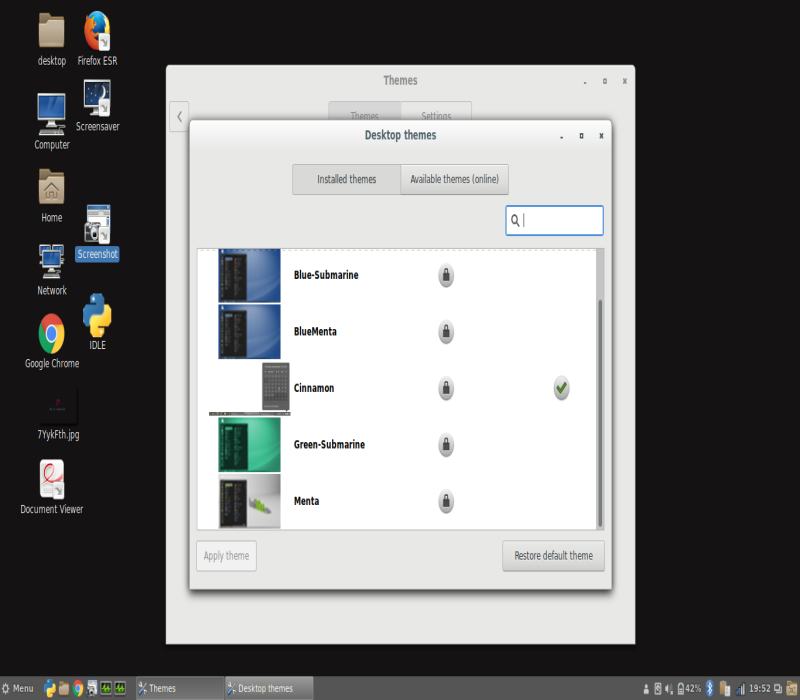 desktop
Firefox ESR
Computer
Screensaver
Home
Screenshot
Network
IDLE
Google Chrome
7YykFth.jpg
Document Viewer
Themes
Themes
Settings
Desktop themes
Installed themes
Available themes (online)
Blue-Submarine
BlueMenta
Cinnamon
Green-Submarine
Menta
Apply theme
Restore default theme
Menu
Themes
Desktop themes
42%
19:52